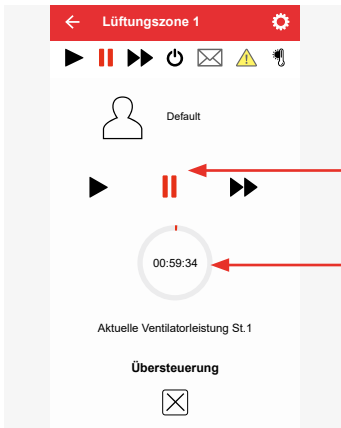 Lüftungszone 1
Default
00:59:34
Aktuelle Ventilatorleistung St.1
Übersteuerung